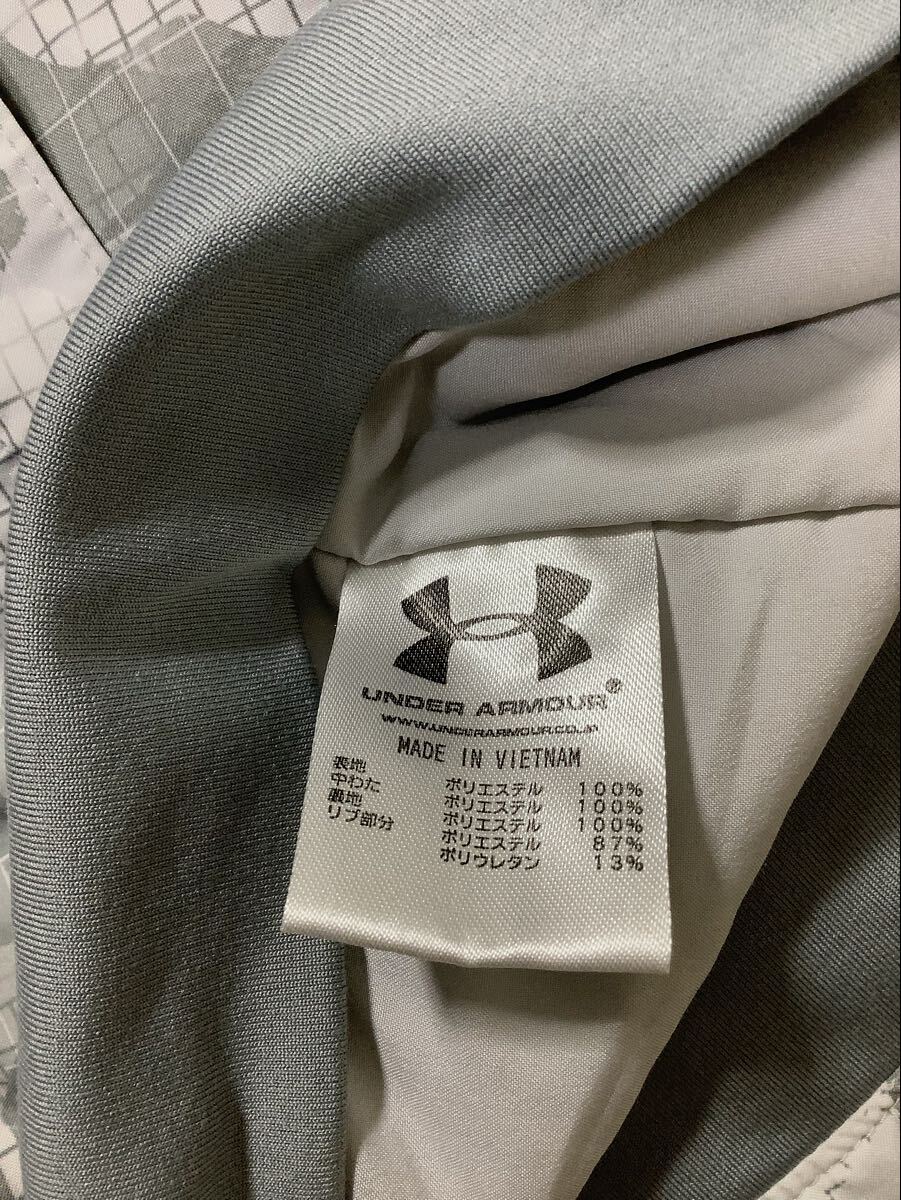 UNDER ARMOUR®
WWW.UNDERARMOUR.CO.JP
MADE IN VIETNAM
表地 ポリエステル 100%
中わた ポリエステル 100%
裏地 ポリエステル 100%
リブ部分 ポリエステル 87%
ポリウレタン 13%